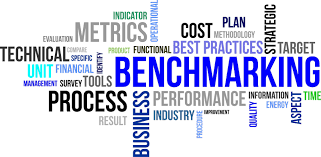 INDICATOR
OPERATIONAL
EVALUATION
METRICS
COST
PLAN
METHODOLOGY
STRATEGIC
TECHNICAL
COMPARE
PRODUCT
FUNCTIONAL
BEST PRACTICES
TARGET
UNIT
SPECIFIC
FINANCIAL
IDENTIFY
BENCHMARKING
MANAGEMENT
SURVEY
TOOLS
PROCESS
BUSINESS
PERFORMANCE
QUALITY
INFORMATION
ENERGY
ASPECT
TIME
RESULT
INDUSTRY
PROCEDURE
IMPROVEMENT